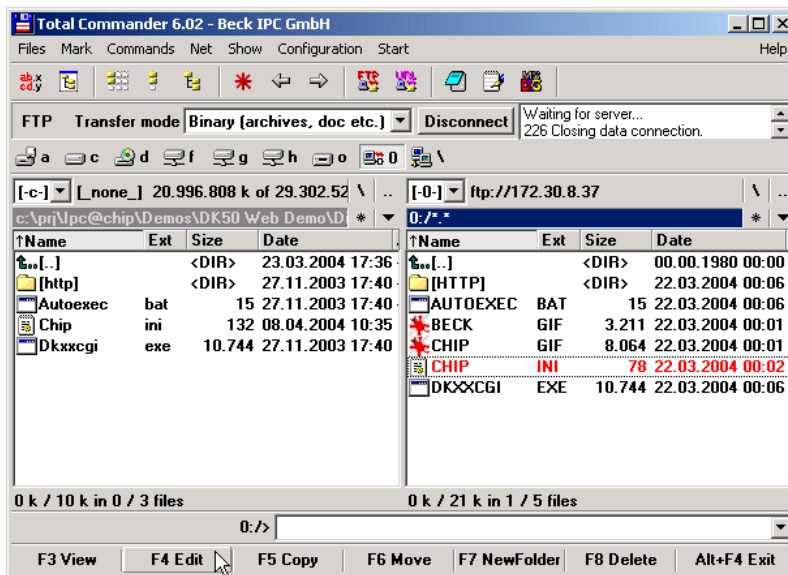 Total Commander 6.02 - Beck IPC GmbH
Files Mark Commands Net Show Configuration Start Help
FTP Transfer mode Binary (archives, doc etc.) Disconnect Waiting for server...
226 Closing data connection.
a c d f g h o 0 \
[-c-] [_none_] 20.996.808 k of 29.302.52 \ .. [-0-] ftp://172.30.8.37 \ ..
c:\prj\Ipc@chip\Demos\DK50 Web Demo\D * 0:/*.* *
↑Name Ext Size Date ↑Name Ext Size Date
[..] <DIR> 23.03.2004 17:36 [..] <DIR> 00.00.1980 00:00
[http] <DIR> 27.11.2003 17:40 [HTTP] <DIR> 22.03.2004 00:06
Autoexec bat 15 27.11.2003 17:40 AUTOEXEC BAT 15 22.03.2004 00:06
Chip ini 132 08.04.2004 10:35 BECK GIF 3.211 22.03.2004 00:01
Dkxxcgi exe 10.744 27.11.2003 17:40 CHIP GIF 8.064 22.03.2004 00:01
CHIP INI 78 22.03.2004 00:02
DKXXCGI EXE 10.744 22.03.2004 00:06
0 k / 10 k in 0 / 3 files 0 k / 21 k in 1 / 5 files
0:/>
F3 View F4 Edit F5 Copy F6 Move F7 NewFolder F8 Delete Alt+F4 Exit